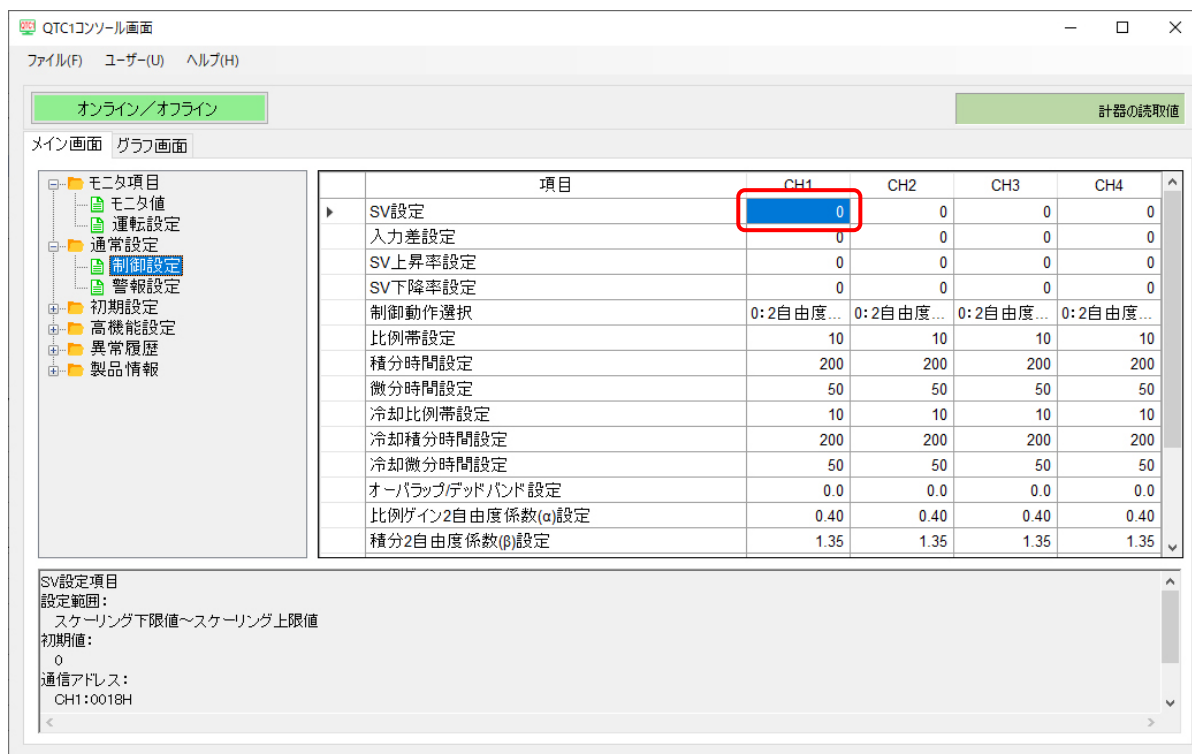 QTC1コンソール画面
ファイル(F) ユーザー(U) ヘルプ(H)
オンライン／オフライン
計器の読取値
メイン画面 グラフ画面
モニタ項目
モニタ値
運転設定
通常設定
制御設定
警報設定
初期設定
高機能設定
異常履歴
製品情報
項目 CH1 CH2 CH3 CH4
SV設定 0 0 0 0
入力差設定 0 0 0 0
SV上昇率設定 0 0 0 0
SV下降率設定 0 0 0 0
制御動作選択 0:2自由度... 0:2自由度... 0:2自由度... 0:2自由度...
比例帯設定 10 10 10 10
積分時間設定 200 200 200 200
微分時間設定 50 50 50 50
冷却比例帯設定 10 10 10 10
冷却積分時間設定 200 200 200 200
冷却微分時間設定 50 50 50 50
オーバラップ/デッドバンド設定 0.0 0.0 0.0 0.0
比例ゲイン2自由度係数(α)設定 0.40 0.40 0.40 0.40
積分2自由度係数(β)設定 1.35 1.35 1.35 1.35
SV設定項目
設定範囲：
スケーリング下限値～スケーリング上限値
初期値：
0
通信アドレス：
CH1：0018H